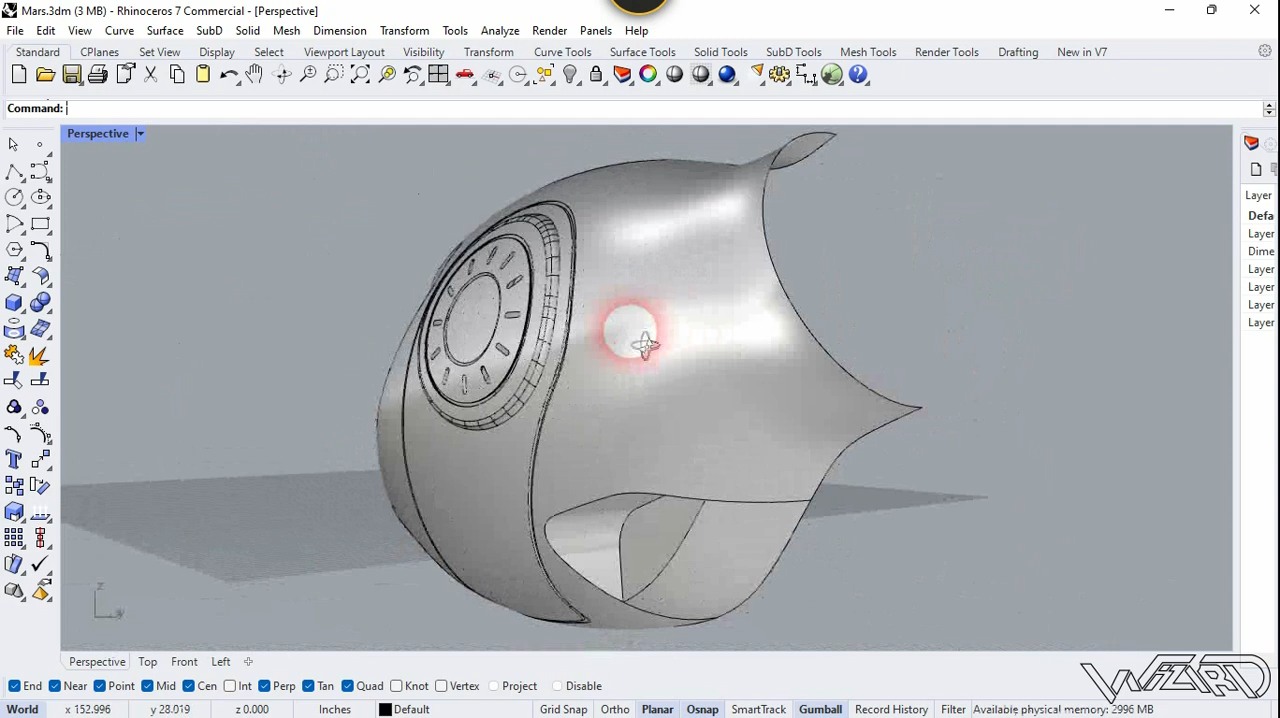 Mars.3dm (3 MB) - Rhinoceros 7 Commercial - [Perspective]
File Edit View Curve Surface SubD Solid Mesh Dimension Transform Tools Analyze Render Panels Help
Standard CPlanes Set View Display Select Viewport Layout Visibility Transform Curve Tools Surface Tools Solid Tools SubD Tools Mesh Tools Render Tools Drafting New in V7
Command:
Perspective
Layer
Defa
Layer
Dime
Layer
Layer
Layer
Layer
z
Perspective Top Front Left
WIZARD
End Near Point Mid Cen Int Perp Tan Quad Knot Vertex Project Disable
World x 152.996 y 28.019 z 0.000 Inches Default Grid Snap Ortho Planar Osnap SmartTrack Gumball Record History Filter Available physical memory: 2996 MB